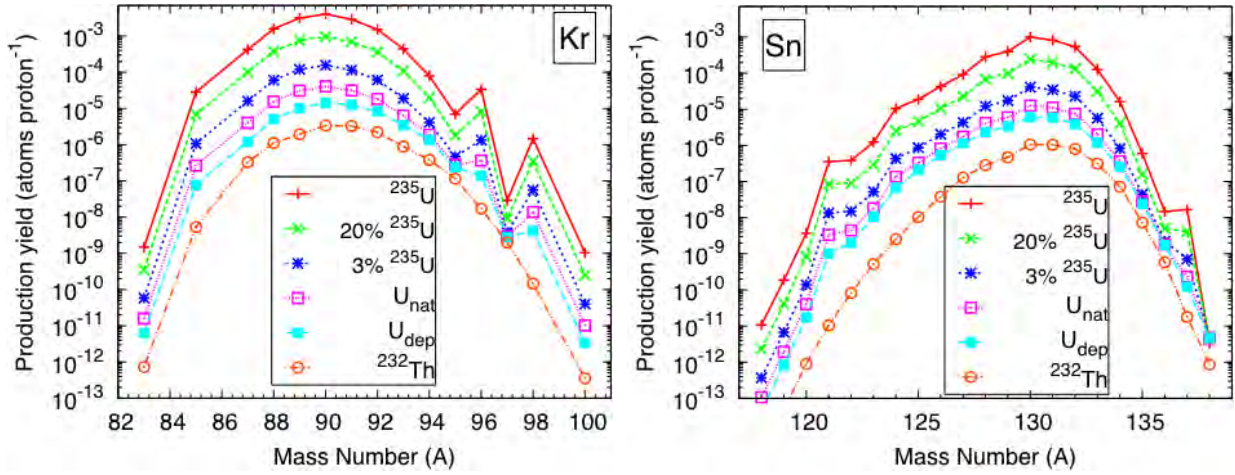 Production yield (atoms proton⁻¹)
10⁻³
10⁻⁴
10⁻⁵
10⁻⁶
10⁻⁷
10⁻⁸
10⁻⁹
10⁻¹⁰
10⁻¹¹
10⁻¹²
10⁻¹³
Kr
²³⁵U
20% ²³⁵U
3% ²³⁵U
Uₙₐₜ
U_dep
²³²Th
82 84 86 88 90 92 94 96 98 100
Mass Number (A)
Production yield (atoms proton⁻¹)
10⁻³
10⁻⁴
10⁻⁵
10⁻⁶
10⁻⁷
10⁻⁸
10⁻⁹
10⁻¹⁰
10⁻¹¹
10⁻¹²
10⁻¹³
Sn
²³⁵U
20% ²³⁵U
3% ²³⁵U
Uₙₐₜ
U_dep
²³²Th
120 125 130 135
Mass Number (A)